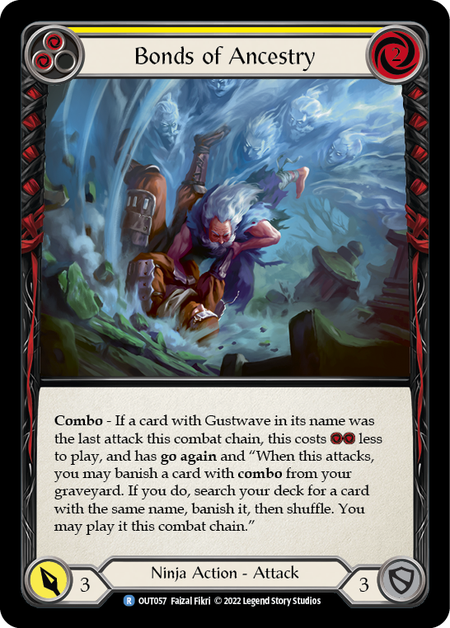 Bonds of Ancestry
2
Combo - If a card with Gustwave in its name was
the last attack this combat chain, this costs less
to play, and has go again and “When this attacks,
you may banish a card with combo from your
graveyard. If you do, search your deck for a card
with the same name, banish it, then shuffle. You
may play it this combat chain.”
3
Ninja Action - Attack
3
R OUT057 Faizal Fikri © 2022 Legend Story Studios